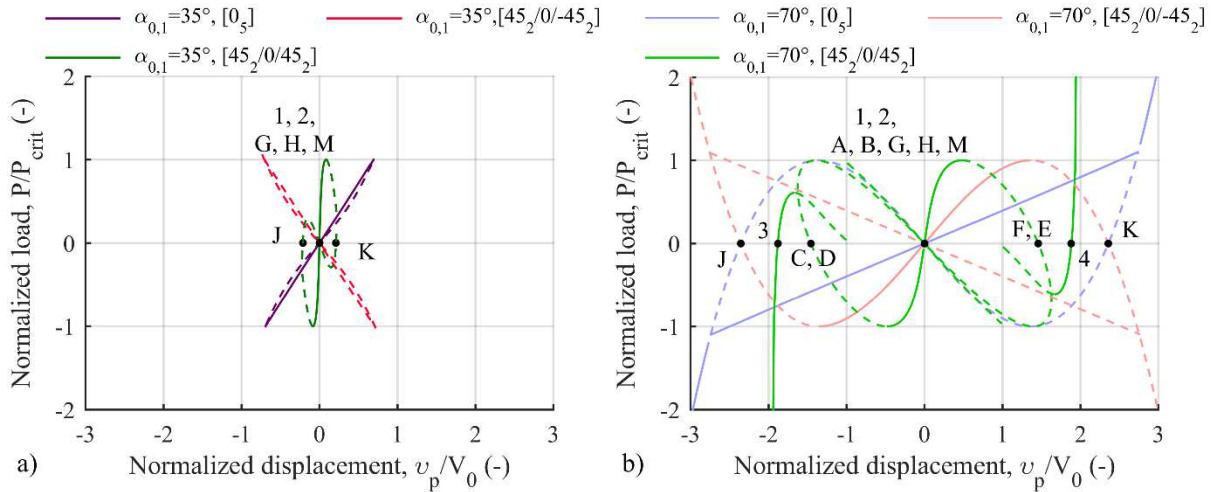 α0,1=35°, [05]
α0,1=35°,[452/0/-452]
α0,1=35°, [452/0/452]
α0,1=70°, [05]
α0,1=70°, [452/0/-452]
α0,1=70°, [452/0/452]
Normalized load, P/Pcrit (-)
2
1
0
-1
-2
1, 2,
G, H, M
J
K
-3
-2
-1
0
1
2
3
a)
Normalized displacement, υp/V0 (-)
Normalized load, P/Pcrit (-)
2
1
0
-1
-2
1, 2,
A, B, G, H, M
J
3
C, D
F, E
4
K
-3
-2
-1
0
1
2
3
b)
Normalized displacement, υp/V0 (-)